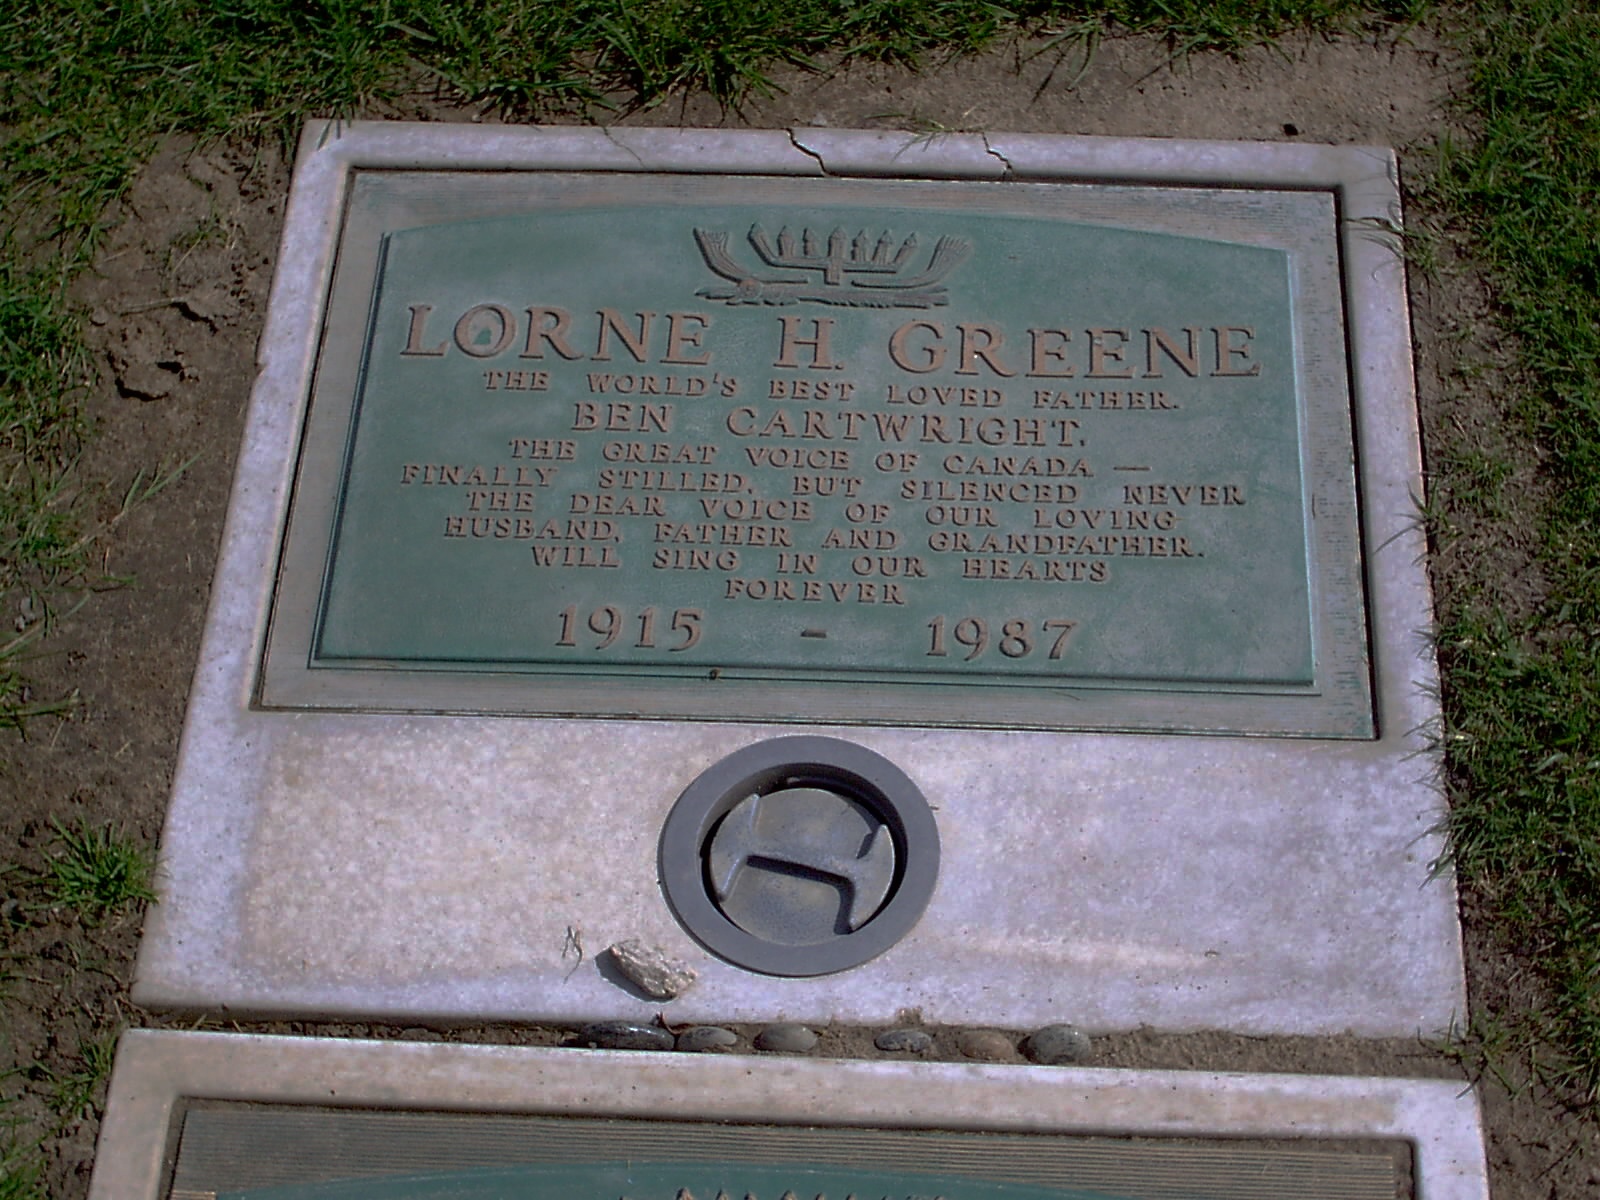 LORNE H. GREENE
THE WORLD'S BEST LOVED FATHER.
BEN CARTWRIGHT.
THE GREAT VOICE OF CANADA —
FINALLY STILLED, BUT SILENCED NEVER
THE DEAR VOICE OF OUR LOVING
HUSBAND, FATHER AND GRANDFATHER.
WILL SING IN OUR HEARTS
FOREVER
1915 - 1987